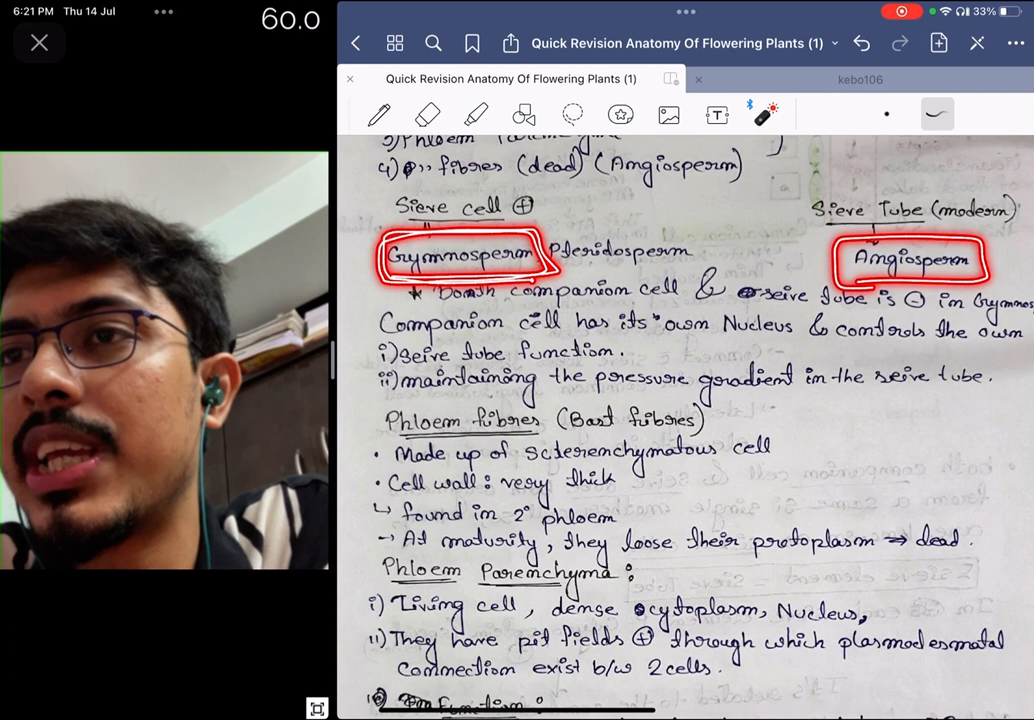 6:21 PM Thu 14 Jul
60.0
33%
Quick Revision Anatomy Of Flowering Plants (1)
Quick Revision Anatomy Of Flowering Plants (1)
kebo106
T
3) Phloem
4) " fibres (dead) (Angiosperm)
Sieve cell ⊕
Sieve Tube (modern)
Gymnosperm Pteridosperm
Angiosperm
* companion cell & seive tube is ⊖ in Gymnos
Companion cell has its own Nucleus & controls the own
i) Seive tube function.
ii) maintaining the pressure goradient in the seive tube.
Phloem fibres (Bast fibres)
• Made up of Sclerenchymatous cell
• Cell wall: very thick
↳ found in 2° phloem
→ At maturity, they loose their protoplasm → dead.
Phloem Parenchyma:
i) Living cell, dense cytoplasm, Nucleus,
ii) They have pit fields ⊕ through which plasmodesmatal
connection exist b/w 2 cells.
Function: